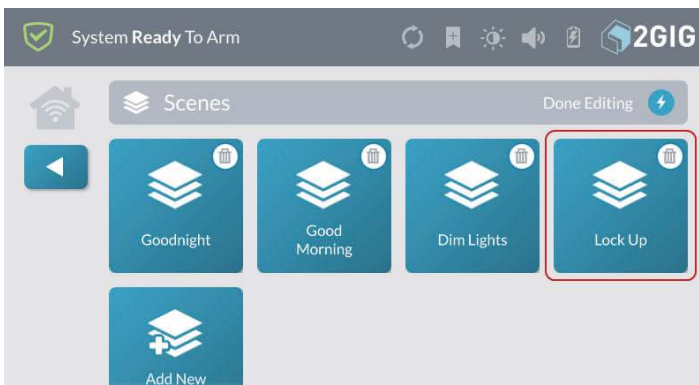 System Ready To Arm
2GIG
Scenes
Done Editing
Goodnight
Good
Morning
Dim Lights
Lock Up
Add New